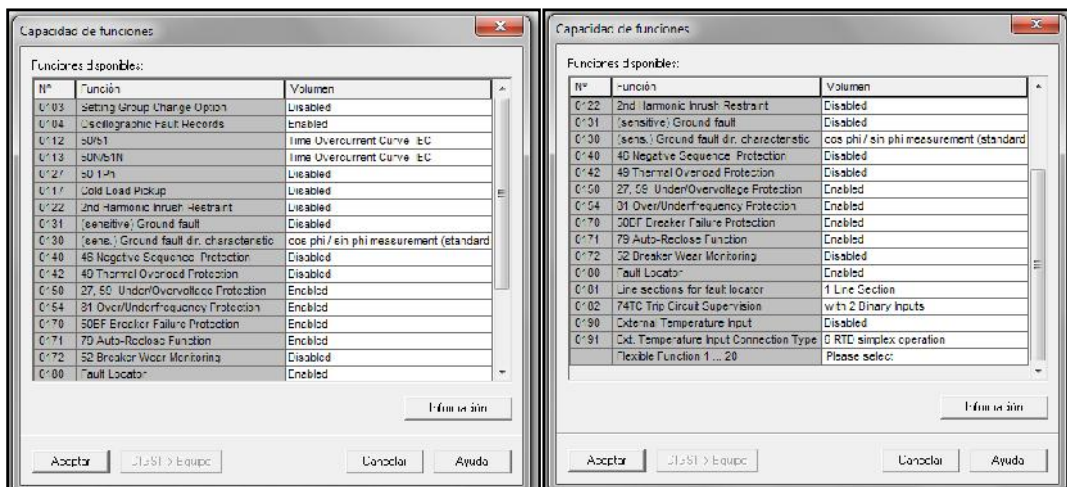 Capacidad de funciones
Funciones disponibles:
Nº Función Volumen
0103 Setting Group Change Option Disabled
0104 Oscillographic Fault Records Enabled
0112 50/51 Time Overcurrent Curve IEC
0113 50N/51N Time Overcurrent Curve IEC
0127 50 1Ph Disabled
0117 Cold Load Pickup Disabled
0122 2nd Harmonic Inrush Restraint Disabled
0131 (sensitive) Ground fault Disabled
0130 (sens.) Ground fault dir. characteristic cos phi / sin phi measurement (standard
0140 46 Negative Sequence Protection Disabled
0142 49 Thermal Overload Protection Disabled
0150 27, 59 Under/Overvoltage Protection Enabled
0154 81 Over/Underfrequency Protection Enabled
0170 50BF Breaker Failure Protection Enabled
0171 79 Auto-Reclose Function Enabled
0172 52 Breaker Wear Monitoring Disabled
0180 Fault Locator Enabled
Información
Aceptar DIGSI > Equipo Cancelar Ayuda
Capacidad de funciones
Funciones disponibles:
Nº Función Volumen
0122 2nd Harmonic Inrush Restraint Disabled
0131 (sensitive) Ground fault Disabled
0130 (sens.) Ground fault dir. characteristic cos phi / sin phi measurement (standard
0140 46 Negative Sequence Protection Disabled
0142 49 Thermal Overload Protection Disabled
0150 27, 59 Under/Overvoltage Protection Enabled
0154 81 Over/Underfrequency Protection Enabled
0170 50BF Breaker Failure Protection Enabled
0171 79 Auto-Reclose Function Enabled
0172 52 Breaker Wear Monitoring Disabled
0180 Fault Locator Enabled
0181 Line sections for fault locator 1 Line Section
0182 74TC Trip Circuit Supervision with 2 Binary Inputs
0190 External Temperature Input Disabled
0191 Ext. Temperature Input Connection Type 6 RTD simplex operation
Flexible Function 1 ... 20 Please select
Información
Aceptar DIGSI > Equipo Cancelar Ayuda